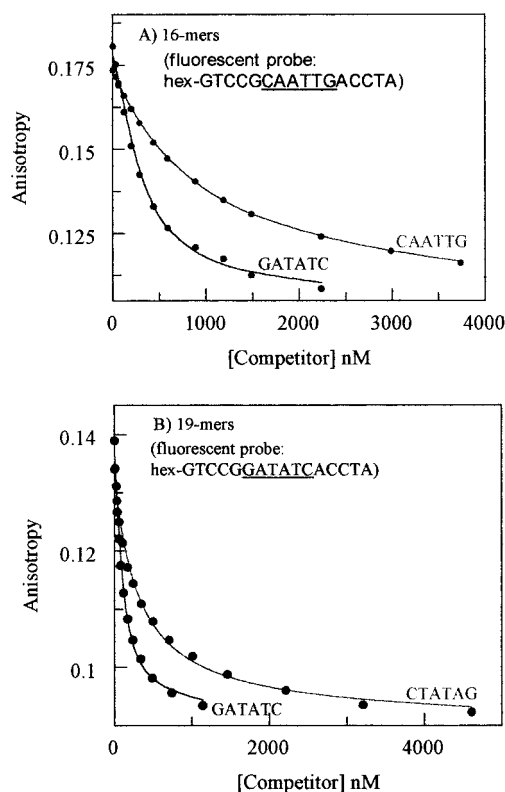 A) 16-mers
(fluorescent probe:
hex-GTCCGCAATTGACCTA)
0.175
0.15
0.125
Anisotropy
CAATTG
GATATC
0 1000 2000 3000 4000
[Competitor] nM
B) 19-mers
(fluorescent probe:
hex-GTCCGGATATCACCTA)
0.14
0.12
0.1
Anisotropy
CTATAG
GATATC
0 2000 4000
[Competitor] nM